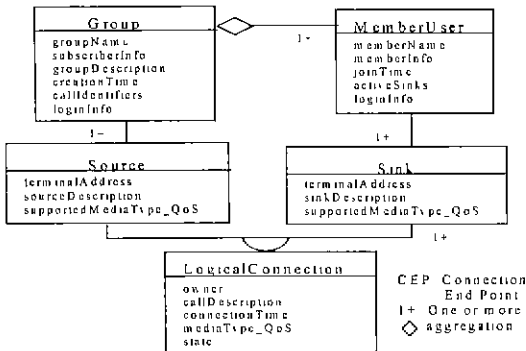 Group
groupName
subscriberInfo
groupDescription
creationTime
callIdentifiers
loginInfo
1+
MemberUser
memberName
memberInfo
joinTime
activeSinks
loginInfo
1-
1+
Source
terminalAddress
sourceDescription
supportedMediaType_QoS
Sink
terminalAddress
sinkDescription
supportedMediaType_QoS
1+
LogicalConnection
owner
callDescription
connectionTime
mediaType_QoS
state
CEP Connection
End Point
1+ One or more
aggregation